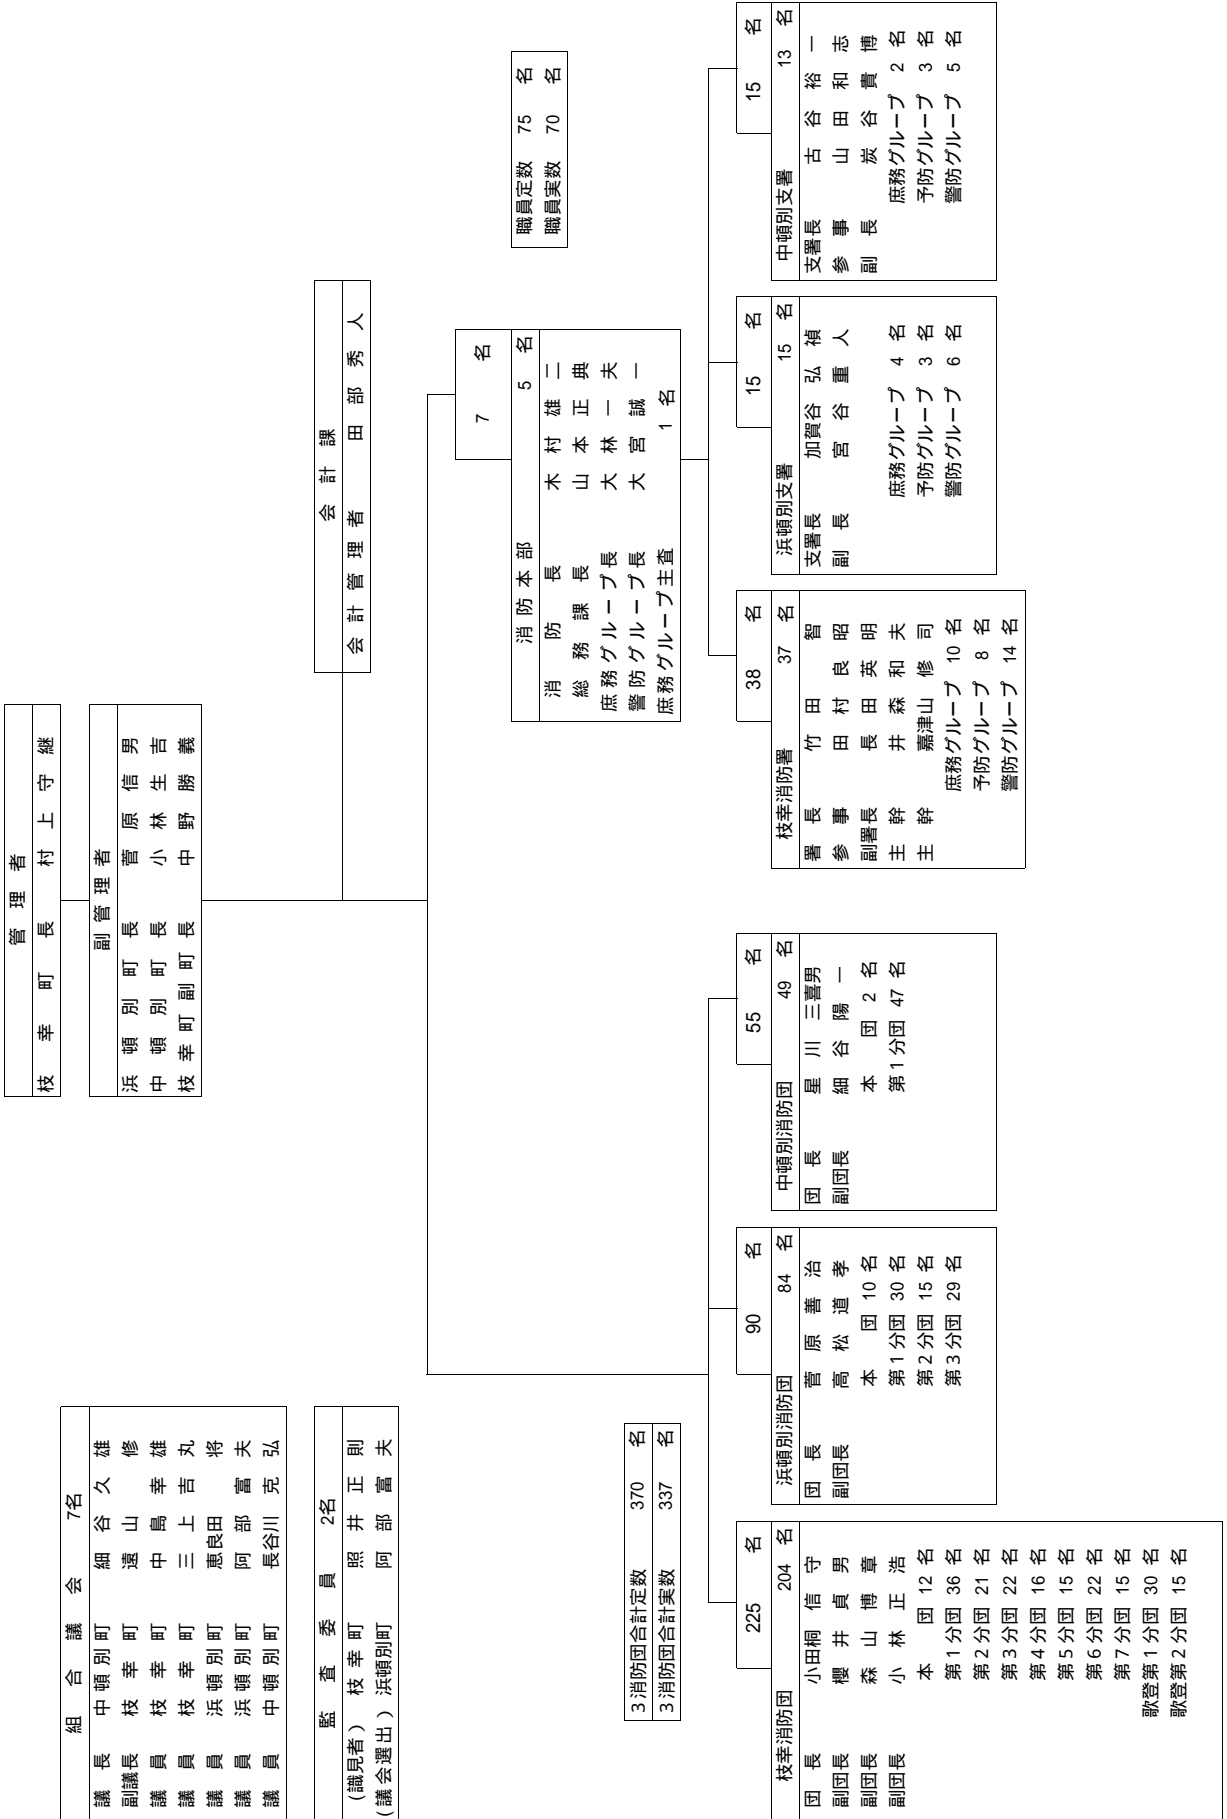 管理者
枝幸町長 村上守継
副管理者
浜頓別町長 菅原信男
中頓別町長 小林生吉
枝幸町副町長 中野勝義
組合議会 7名
議長 中頓別町 細谷久雄
副議長 枝幸町 遠山修
議員 枝幸町 中島幸雄
議員 枝幸町 三上吉丸
議員 浜頓別町 恵良田将
議員 浜頓別町 阿部富夫
議員 中頓別町 長谷川克弘
監査委員 2名
(識見者) 枝幸町 照井正則
(議会選出) 浜頓別町 阿部富夫
会計課
会計管理者 田部秀人
7名
消防本部 5名
消防長 木村雄二
総務課長 山本正典
庶務グループ長 大林一夫
警防グループ長 大宮誠一
庶務グループ主査 1名
職員定数 75名
職員実数 70名
3消防団合計定数 370名
3消防団合計実数 337名
225名
枝幸消防団 204名
団長 小田桐信守
副団長 櫻井貞男
副団長 森山博章
副団長 小林正浩
本団 12名
第1分団 36名
第2分団 21名
第3分団 22名
第4分団 16名
第5分団 15名
第6分団 22名
第7分団 15名
歌登第1分団 30名
歌登第2分団 15名
90名
浜頓別消防団 84名
団長 菅原善治
副団長 高松道孝
本団 10名
第1分団 30名
第2分団 15名
第3分団 29名
55名
中頓別消防団 49名
団長 星川三喜男
副団長 細谷陽一
本団 2名
第1分団 47名
38名
枝幸消防署 37名
署長 竹田智
参事 田村良昭
副署長 長田英明
主幹 井森和夫
主幹 嘉津山修司
庶務グループ 10名
予防グループ 8名
警防グループ 14名
15名
浜頓別支署 15名
支署長 加賀谷弘禎
副長 宮谷重人
庶務グループ 4名
予防グループ 3名
警防グループ 6名
15名
中頓別支署 13名
支署長 古谷裕一
参事 山田和志
副長 炭谷貴博
庶務グループ 2名
予防グループ 3名
警防グループ 5名